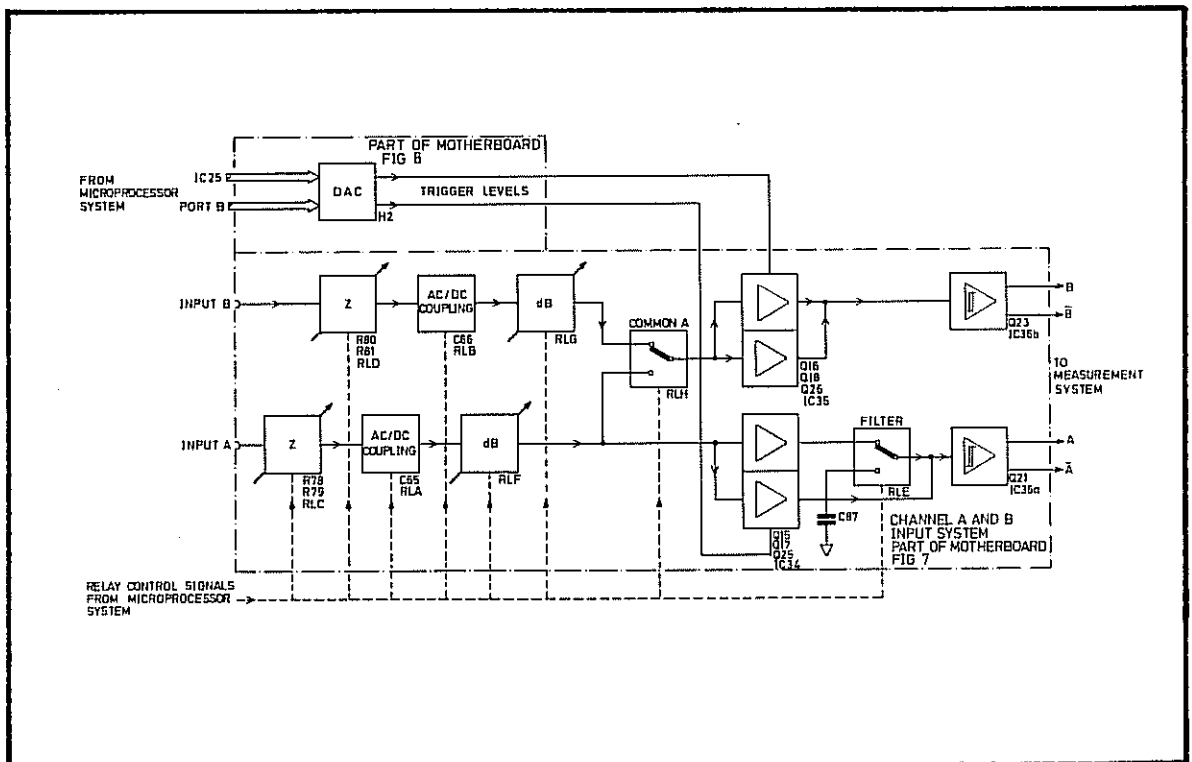 PART OF MOTHERBOARD
FIG 8
FROM
MICROPROCESSOR
SYSTEM
IC25
PORT B
DAC
H2
TRIGGER LEVELS
INPUT B
Z
R80
R81
RLD
AC/DC
COUPLING
C66
RLB
dB
RLG
COMMON A
RLH
Q16
Q18
Q26
IC35
B
B̅
Q23
IC36b
TO
MEASUREMENT
SYSTEM
INPUT A
Z
R78
R79
RLC
AC/DC
COUPLING
C65
RLA
dB
RLF
Q15
Q17
Q25
IC34
FILTER
RLE
C87
A
A̅
Q21
IC36a
CHANNEL A AND B
INPUT SYSTEM
PART OF MOTHERBOARD
FIG 7
RELAY CONTROL SIGNALS
FROM MICROPROCESSOR
SYSTEM